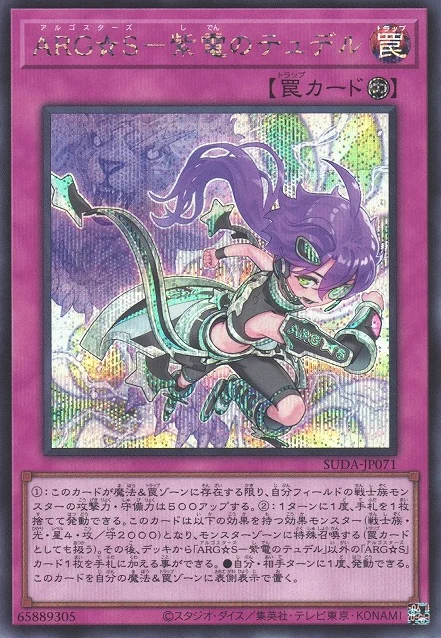 アルゴスターズ しでん
ARG☆S－紫電のテュデル
トラップ
罠
【罠カード】
SUDA-JP071
ARG★S
①：このカードが魔法＆罠ゾーンに存在する限り、自分フィールドの戦士族モン
スターの攻撃力・守備力は５００アップする。②：１ターンに１度、手札を１枚
捨てて発動できる。このカードは以下の効果を持つ効果モンスター（戦士族・
光・星４・攻／守２０００）となり、モンスターゾーンに特殊召喚する（罠カード
としても扱う）。その後、デッキから「ARG☆S－紫電のテュデル」以外の「ARG☆S」
カード１枚を手札に加える事ができる。●自分・相手ターンに１度、発動できる。
このカードを自分の魔法＆罠ゾーンに表側表示で置く。
65889305
©スタジオ・ダイス／集英社・テレビ東京・KONAMI